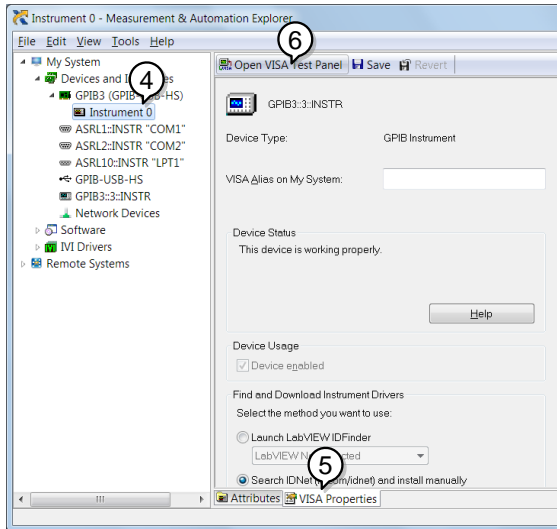 Instrument 0 - Measurement & Automation Explorer
File Edit View Tools Help
6
My System
Devices and
4
GPIB3
Instrument 0
ASRL1::INSTR "COM1"
ASRL2::INSTR "COM2"
ASRL10::INSTR "LPT1"
GPIB-USB-HS
GPIB3::3::INSTR
Network Devices
Software
IVI Drivers
Remote Systems
Open VISA Test Panel Save Revert
GPIB3::3::INSTR
Device Type: GPIB Instrument
VISA Alias on My System:
Device Status
This device is working properly.
Help
Device Usage
Device enabled
Find and Download Instrument Drivers
Select the method you want to use:
Launch LabVIEW IDFinder
LabVIEW
5
Search IDNet and install manually
Attributes VISA Properties